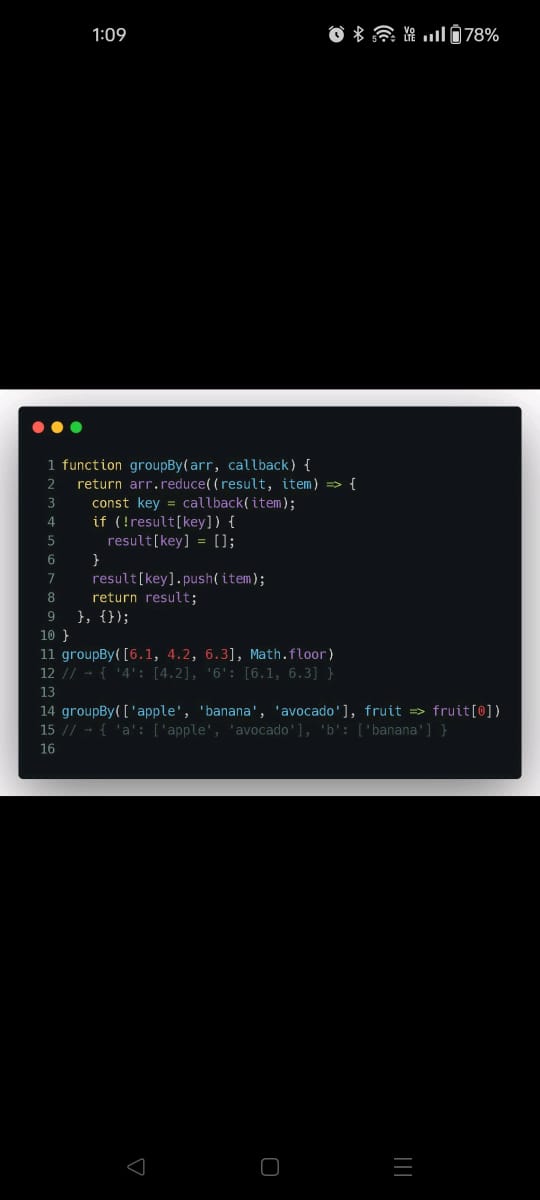 1:09 5 Vo LTE 78%
1 function groupBy(arr, callback) {
2   return arr.reduce((result, item) => {
3     const key = callback(item);
4     if (!result[key]) {
5       result[key] = [];
6     }
7     result[key].push(item);
8     return result;
9   }, {});
10 }
11 groupBy([6.1, 4.2, 6.3], Math.floor)
12 // → { '4': [4.2], '6': [6.1, 6.3] }
13
14 groupBy(['apple', 'banana', 'avocado'], fruit => fruit[0])
15 // → { 'a': ['apple', 'avocado'], 'b': ['banana'] }
16